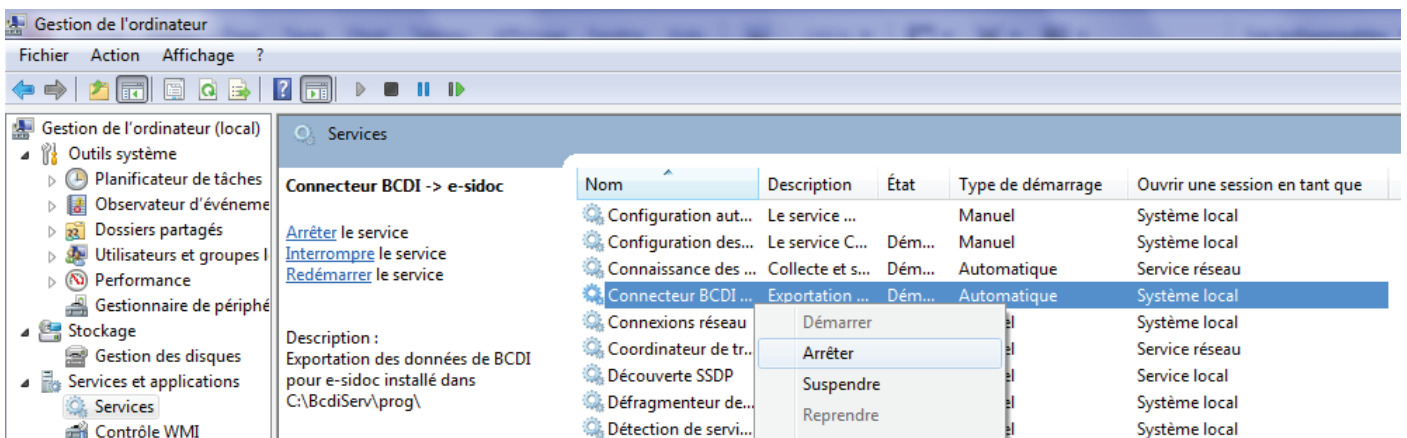 Gestion de l'ordinateur
Fichier Action Affichage ?
Gestion de l'ordinateur (local)
Outils système
Planificateur de tâches
Observateur d'événeme
Dossiers partagés
Utilisateurs et groupes l
Performance
Gestionnaire de périphé
Stockage
Gestion des disques
Services et applications
Services
Contrôle WMI
Services
Connecteur BCDI -> e-sidoc
Arrêter le service
Interrompre le service
Redémarrer le service
Description :
Exportation des données de BCDI
pour e-sidoc installé dans
C:\BcdiServ\prog\
Nom Description État Type de démarrage Ouvrir une session en tant que
Configuration aut... Le service ... Manuel Système local
Configuration des... Le service C... Dém... Manuel Système local
Connaissance des ... Collecte et s... Dém... Automatique Service réseau
Connecteur BCDI ... Exportation ... Dém... Automatique Système local
Connexions réseau el Système local
Coordinateur de tr... el Service réseau
Découverte SSDP el Service local
Défragmenteur de... el Système local
Détection de servi... el Système local
Démarrer
Arrêter
Suspendre
Reprendre